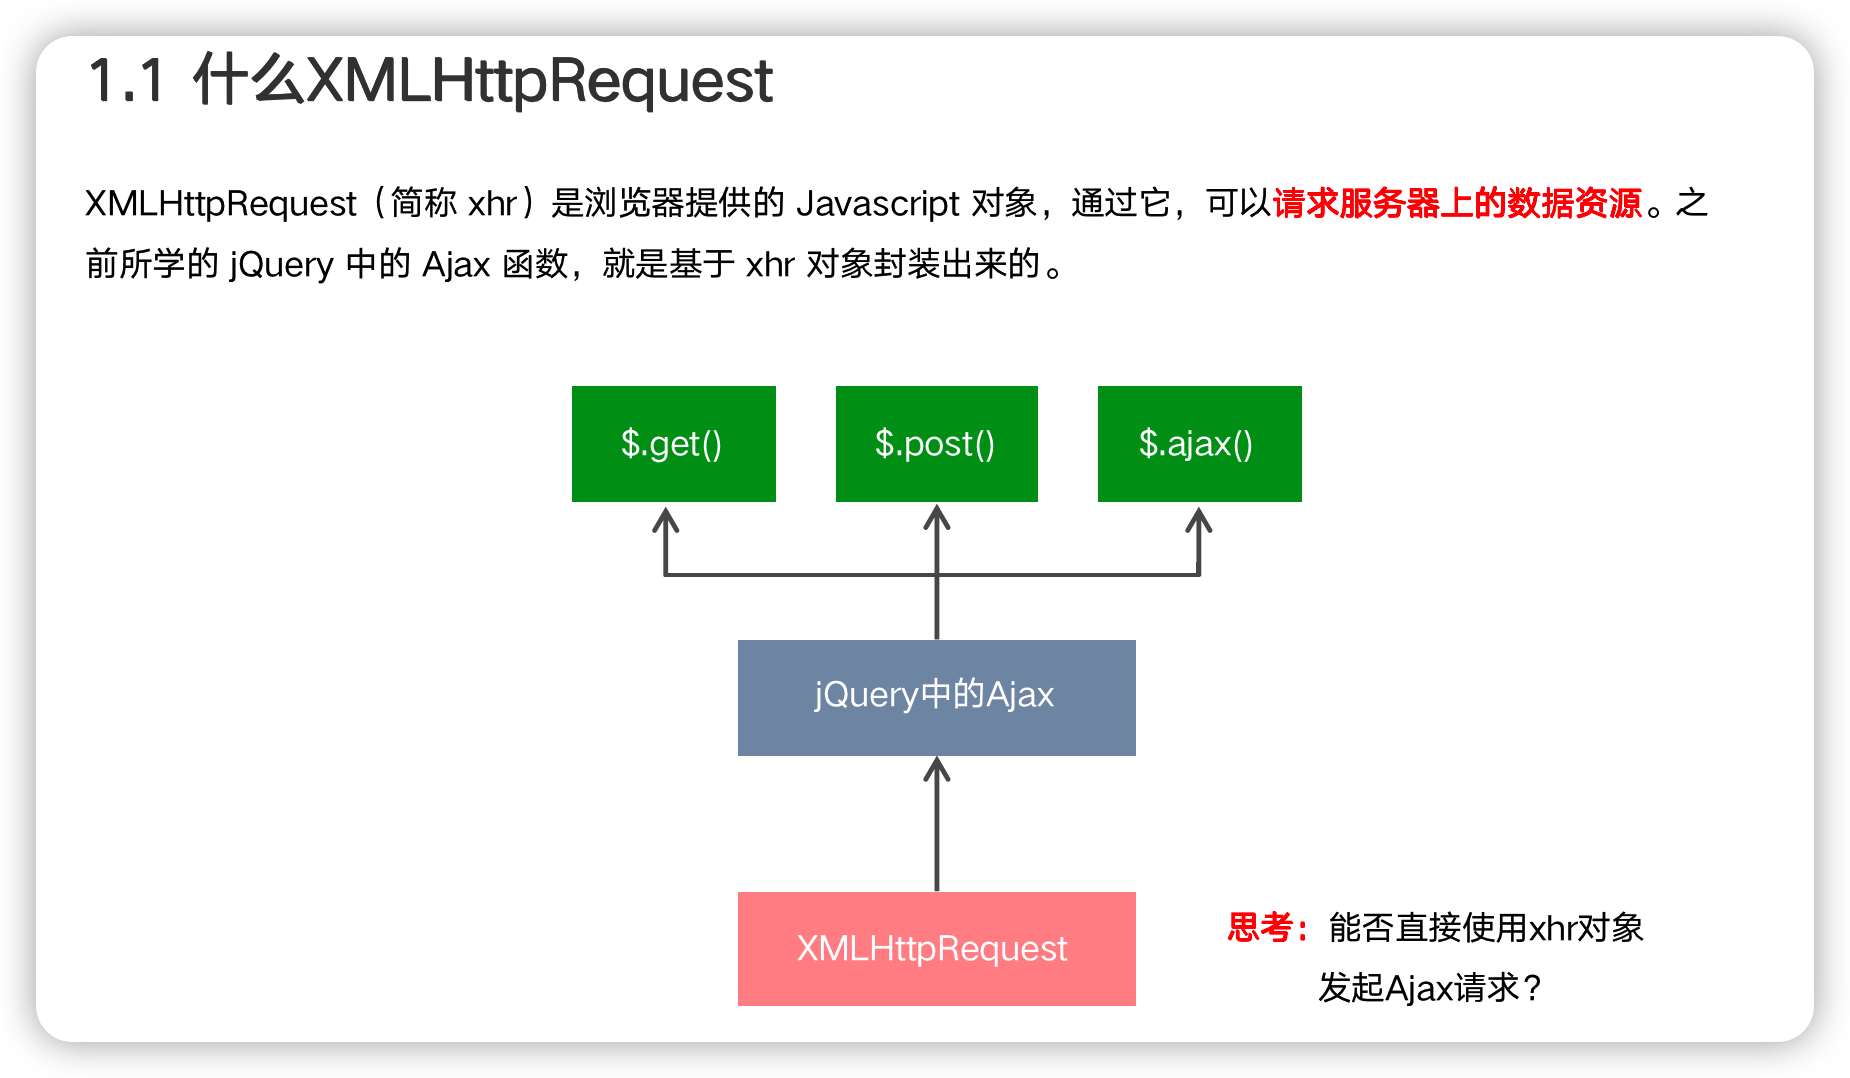 1.1 什么XMLHttpRequest
XMLHttpRequest（简称 xhr）是浏览器提供的 Javascript 对象，通过它，可以请求服务器上的数据资源。之
前所学的 jQuery 中的 Ajax 函数，就是基于 xhr 对象封装出来的。
$.get()
$.post()
$.ajax()
jQuery中的Ajax
XMLHttpRequest
思考：能否直接使用xhr对象
发起Ajax请求？